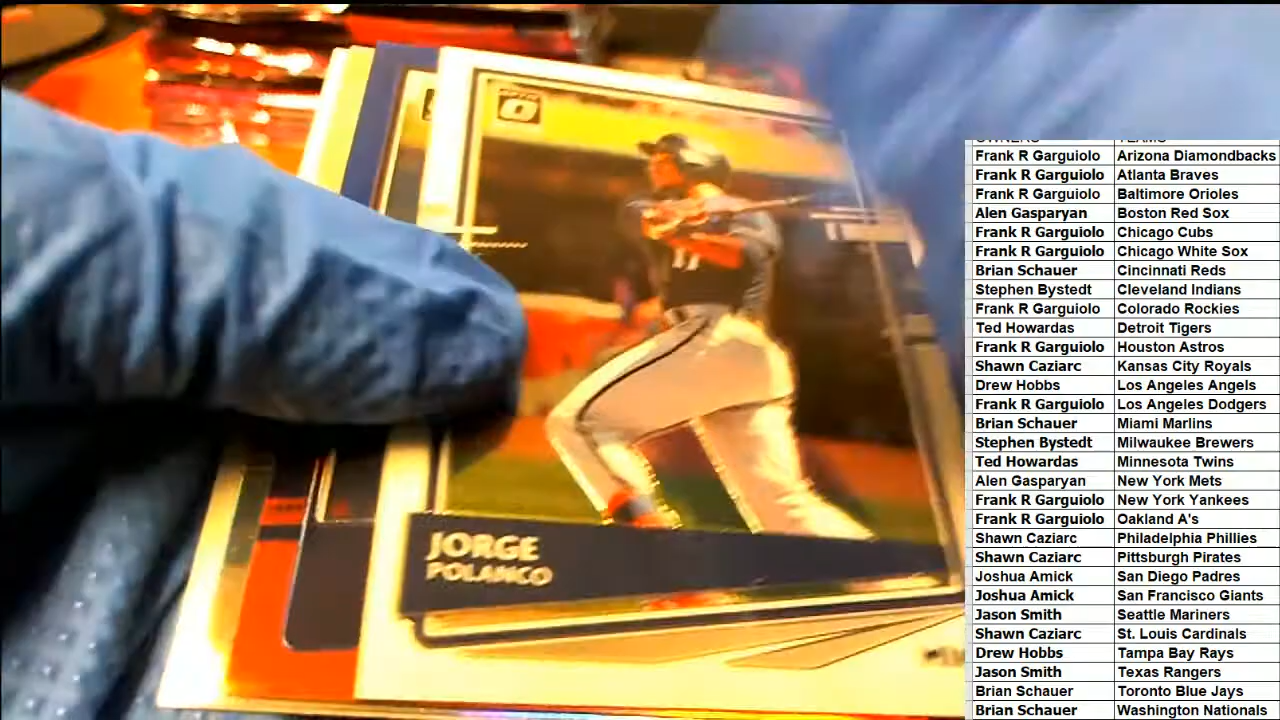 JORGE
POLANCO
11
OWNERS TEAMS
Frank R Garguiolo Arizona Diamondbacks
Frank R Garguiolo Atlanta Braves
Frank R Garguiolo Baltimore Orioles
Alen Gasparyan Boston Red Sox
Frank R Garguiolo Chicago Cubs
Frank R Garguiolo Chicago White Sox
Brian Schauer Cincinnati Reds
Stephen Bystedt Cleveland Indians
Frank R Garguiolo Colorado Rockies
Ted Howardas Detroit Tigers
Frank R Garguiolo Houston Astros
Shawn Caziarc Kansas City Royals
Drew Hobbs Los Angeles Angels
Frank R Garguiolo Los Angeles Dodgers
Brian Schauer Miami Marlins
Stephen Bystedt Milwaukee Brewers
Ted Howardas Minnesota Twins
Alen Gasparyan New York Mets
Frank R Garguiolo New York Yankees
Frank R Garguiolo Oakland A's
Shawn Caziarc Philadelphia Phillies
Shawn Caziarc Pittsburgh Pirates
Joshua Amick San Diego Padres
Joshua Amick San Francisco Giants
Jason Smith Seattle Mariners
Shawn Caziarc St. Louis Cardinals
Drew Hobbs Tampa Bay Rays
Jason Smith Texas Rangers
Brian Schauer Toronto Blue Jays
Brian Schauer Washington Nationals